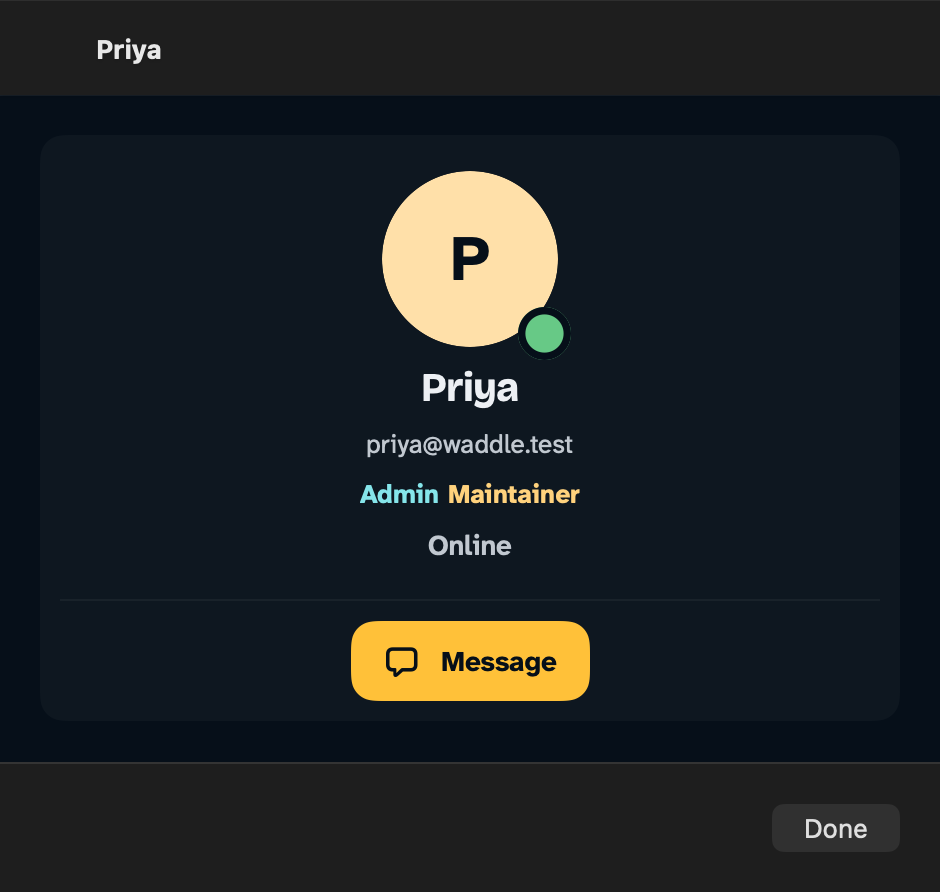 Priya
P
Priya
priya@waddle.test
Admin Maintainer
Online
Message
Done